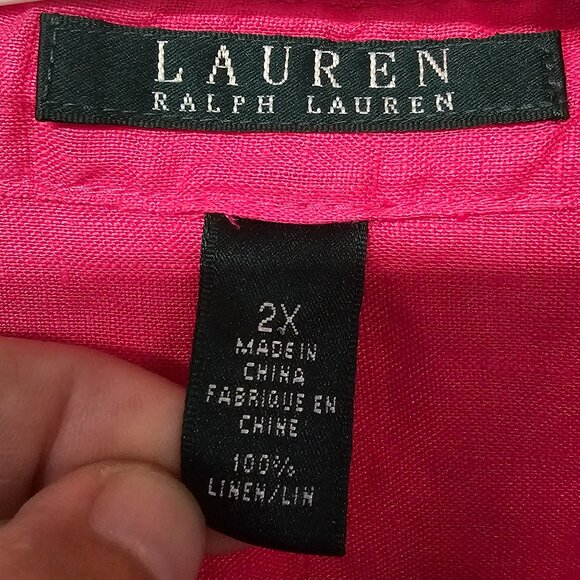 LAUREN
RALPH LAUREN
2X
MADE IN
CHINA
FABRIQUE EN
CHINE
100%
LINEN/LIN